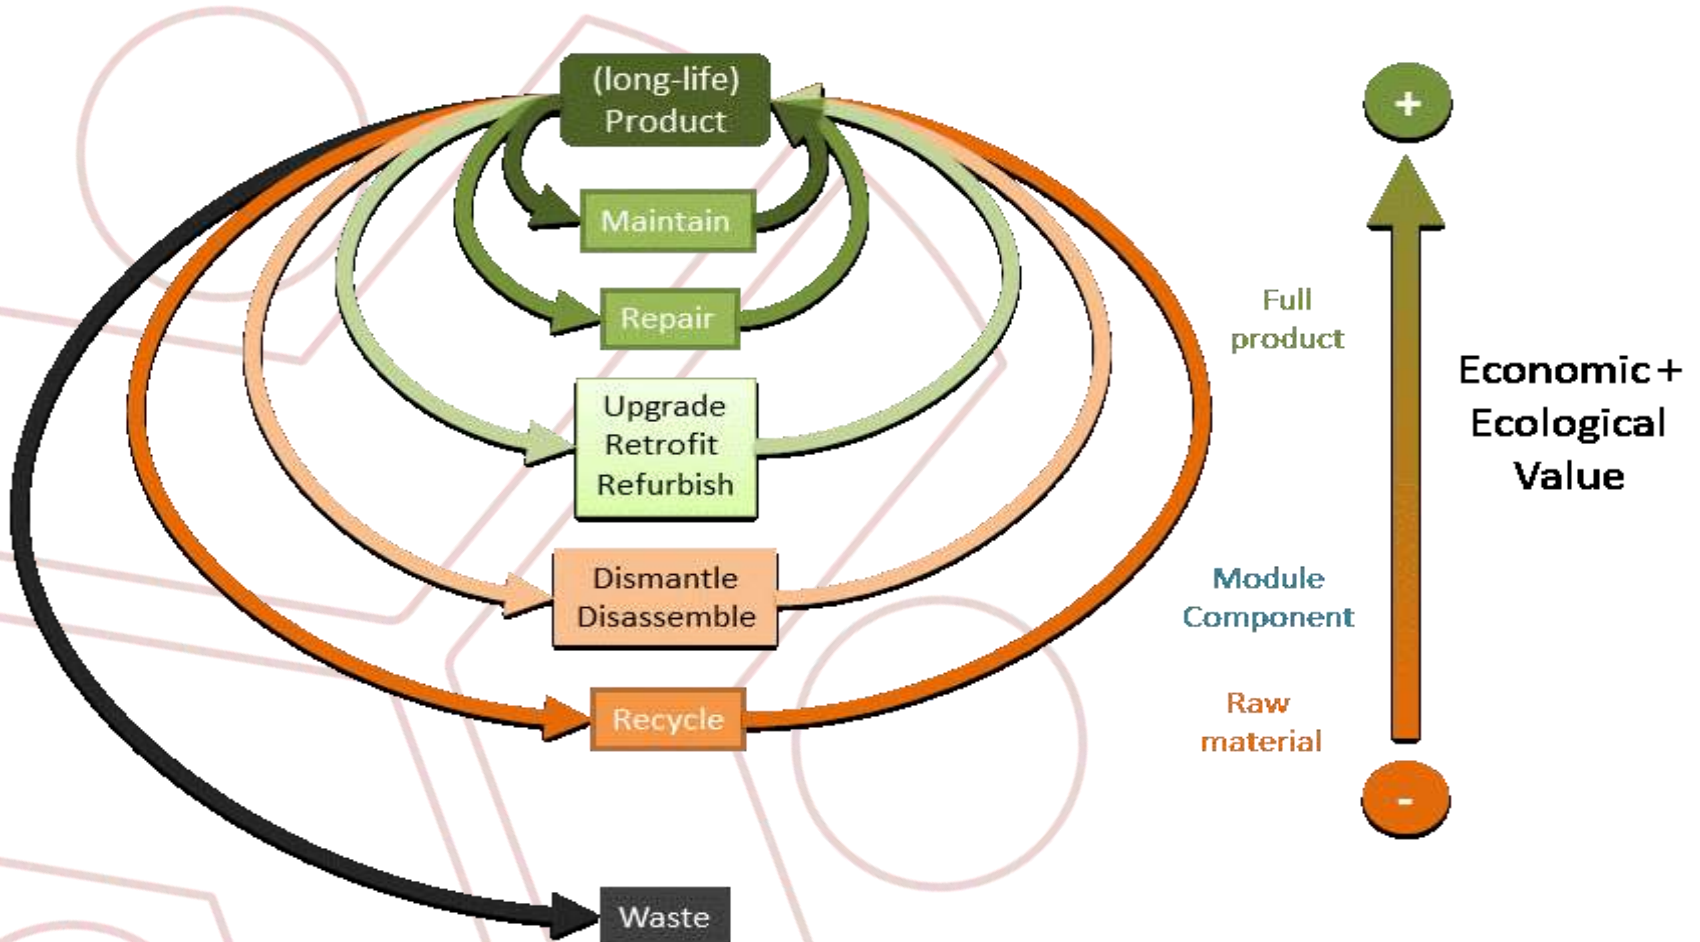 (long-life)
Product
Maintain
Repair
Upgrade
Retrofit
Refurbish
Dismantle
Disassemble
Recycle
Waste
Full
product
Module
Component
Raw
material
+
-
Economic +
Ecological
Value